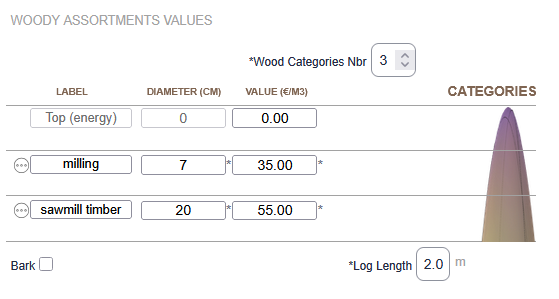 WOODY ASSORTMENTS VALUES
*Wood Categories Nbr 3
LABEL DIAMETER (CM) VALUE (€/M3) CATEGORIES
Top (energy) 0 0.00
milling 7 * 35.00 *
sawmill timber 20 * 55.00 *
Bark *Log Length 2.0 m